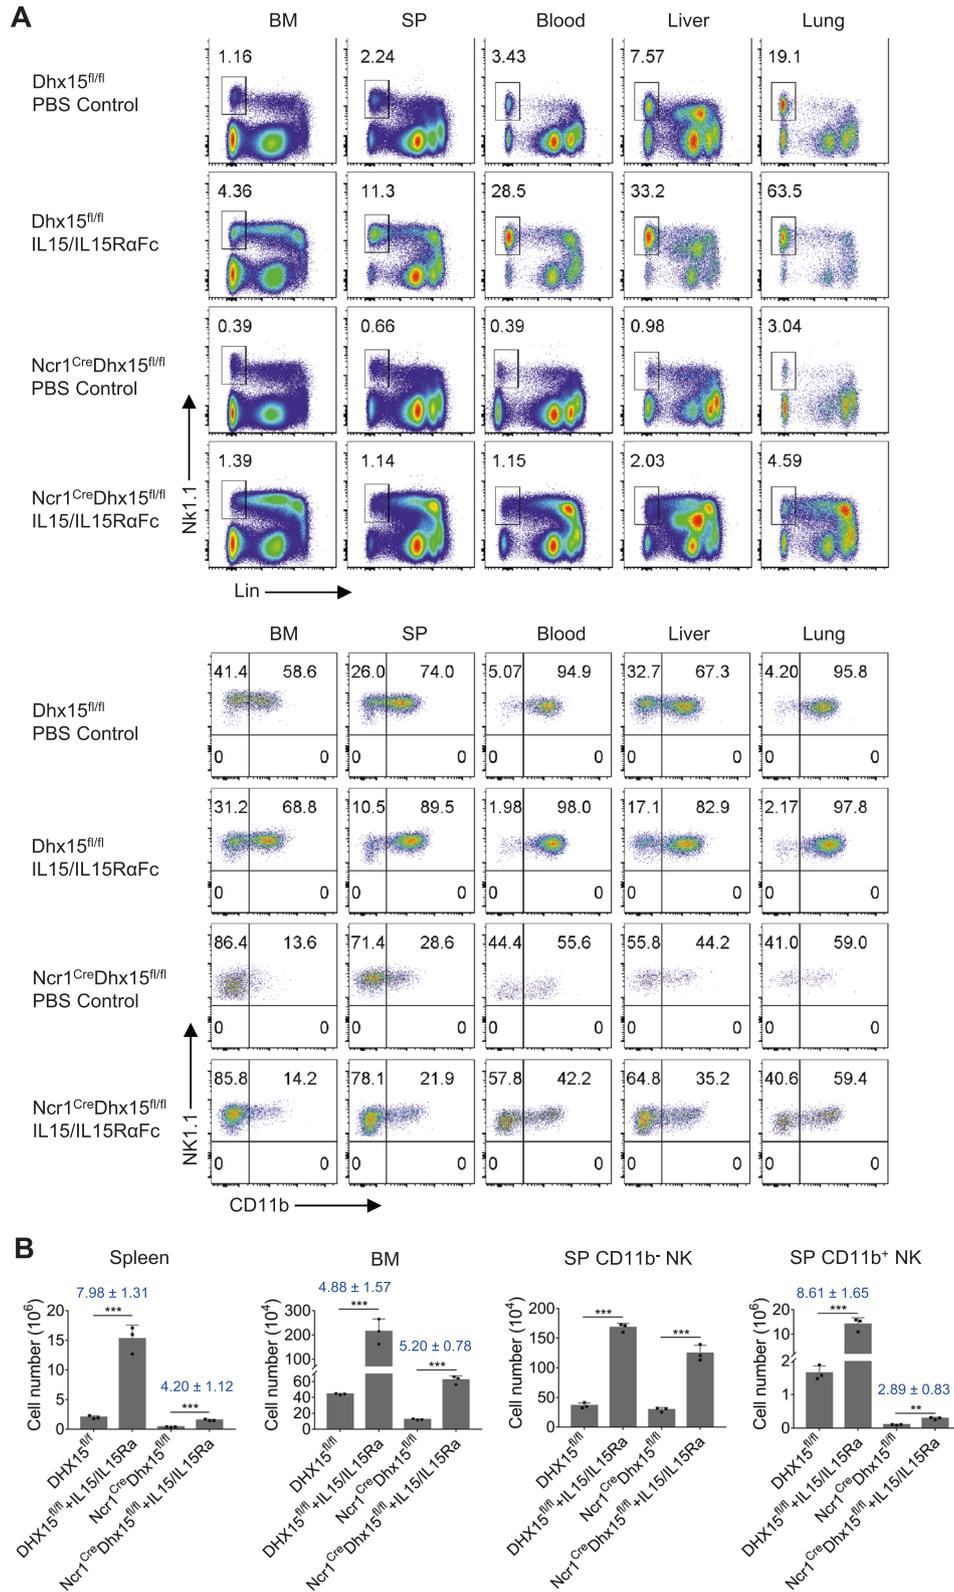 A
BM SP Blood Liver Lung
Dhx15fl/fl
PBS Control
1.16 2.24 3.43 7.57 19.1
Dhx15fl/fl
IL15/IL15RαFc
4.36 11.3 28.5 33.2 63.5
Ncr1CreDhx15fl/fl
PBS Control
0.39 0.66 0.39 0.98 3.04
Ncr1CreDhx15fl/fl
IL15/IL15RαFc
1.39 1.14 1.15 2.03 4.59
Nk1.1
Lin
BM SP Blood Liver Lung
Dhx15fl/fl
PBS Control
41.4 58.6 26.0 74.0 5.07 94.9 32.7 67.3 4.20 95.8
0 0 0 0 0 0 0 0 0 0
Dhx15fl/fl
IL15/IL15RαFc
31.2 68.8 10.5 89.5 1.98 98.0 17.1 82.9 2.17 97.8
0 0 0 0 0 0 0 0 0 0
Ncr1CreDhx15fl/fl
PBS Control
86.4 13.6 71.4 28.6 44.4 55.6 55.8 44.2 41.0 59.0
0 0 0 0 0 0 0 0 0 0
Ncr1CreDhx15fl/fl
IL15/IL15RαFc
85.8 14.2 78.1 21.9 57.8 42.2 64.8 35.2 40.6 59.4
0 0 0 0 0 0 0 0 0 0
NK1.1
CD11b
B
Spleen
7.98 ± 1.31
***
4.20 ± 1.12
***
Cell number (10⁶)
20
15
10
5
0
DHX15fl/f
DHX15fl/fl+IL15/IL15Ra
Ncr1CreDhx15fl/fl
Ncr1CreDhx15fl/fl+IL15/IL15Ra
BM
4.88 ± 1.57
***
5.20 ± 0.78
***
Cell number (10⁴)
300
200
100
60
40
20
0
DHX15fl/fl
DHX15fl/fl+IL15/IL15Ra
Ncr1CreDhx15fl/fl
Ncr1CreDhx15fl/fl+IL15/IL15Ra
SP CD11b⁻ NK
***
***
Cell number (10⁴)
200
150
100
50
0
DHX15fl/fl
DHX15fl/fl+IL15/IL15Ra
Ncr1CreDhx15fl/fl
Ncr1CreDhx15fl/fl+IL15/IL15Ra
SP CD11b⁺ NK
8.61 ± 1.65
***
2.89 ± 0.83
**
Cell number (10⁶)
20
10
2
1
0
DHX15fl/fl
DHX15fl/fl+IL15/IL15Ra
Ncr1CreDhx15fl/fl
Ncr1CreDhx15fl/fl+IL15/IL15Ra